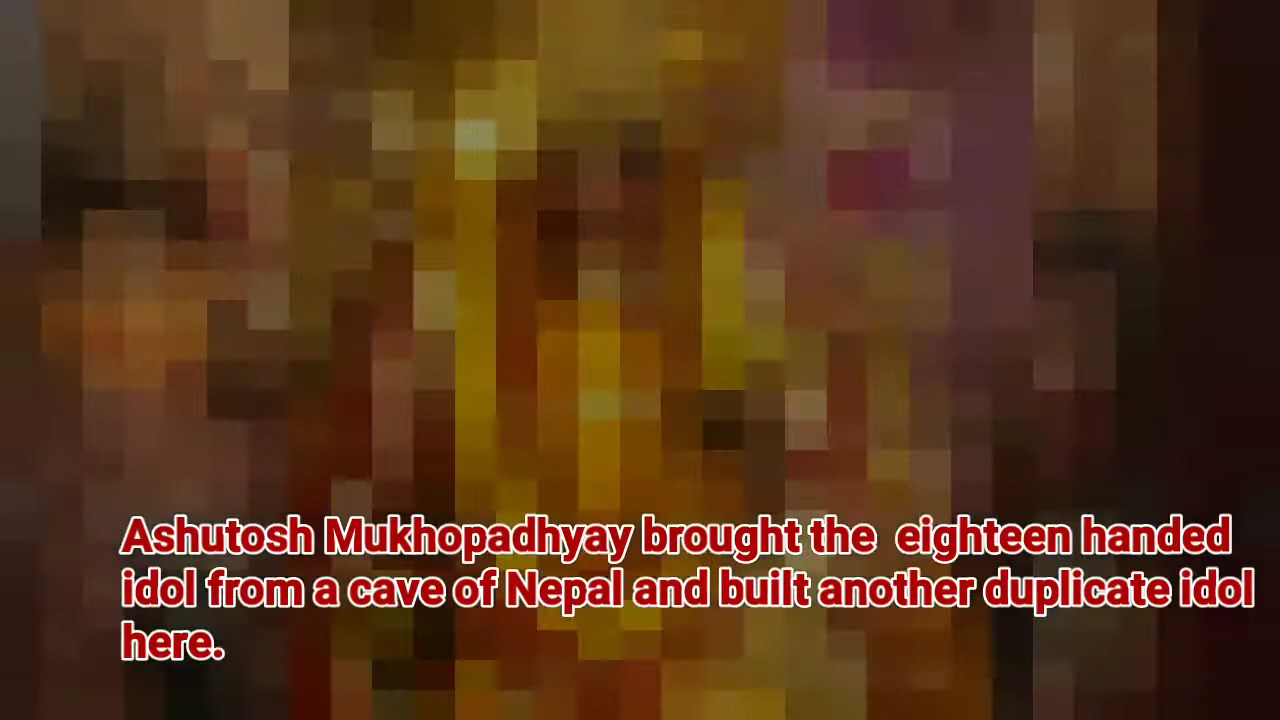 Ashutosh Mukhopadhyay brought the  eighteen handed
idol from a cave of Nepal and built another duplicate idol
here.